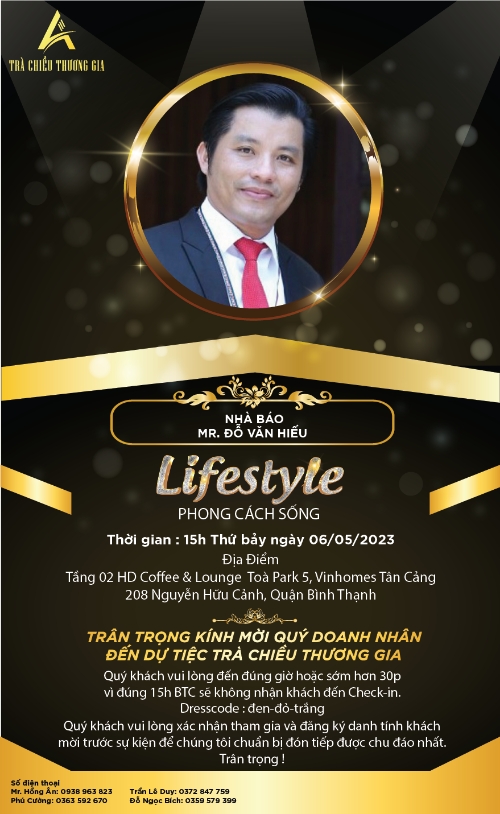 TRÀ CHIỀU THƯƠNG GIA
NHÀ BÁO
MR. ĐỖ VĂN HIẾU
Lifestyle
PHONG CÁCH SỐNG
Thời gian : 15h Thứ bảy ngày 06/05/2023
Địa Điểm
Tầng 02 HD Coffee & Lounge Toà Park 5, Vinhomes Tân Cảng
208 Nguyễn Hữu Cảnh, Quận Bình Thạnh
TRÂN TRỌNG KÍNH MỜI QUÝ DOANH NHÂN
ĐẾN DỰ TIỆC TRÀ CHIỀU THƯƠNG GIA
Quý khách vui lòng đến đúng giờ hoặc sớm hơn 30p
vì đúng 15h BTC sẽ không nhận khách đến Check-in.
Dresscode : đen-đỏ-trắng
Quý khách vui lòng xác nhận tham gia và đăng ký danh tính khách
mời trước sự kiện để chúng tôi chuẩn bị đón tiếp được chu đáo nhất.
Trân trọng !
Số điện thoại
Mr. Hồng Ân: 0938 963 823 Trần Lê Duy: 0372 847 759
Phú Cường: 0363 592 670 Đỗ Ngọc Bích: 0359 579 399